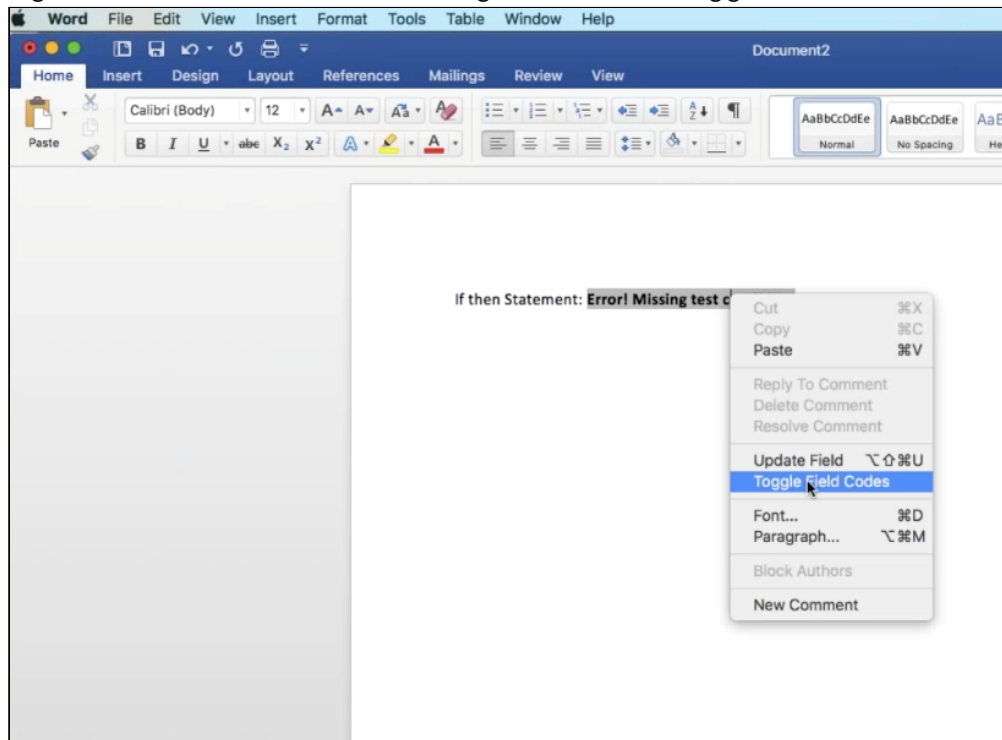 Word File Edit View Insert Format Tools Table Window Help
Document2
Home Insert Design Layout References Mailings Review View
Calibri (Body) 12 A A Aa A
Paste B I U abc X₂ X² A A
AaBbCcDdEe AaBbCcDdEe
Normal No Spacing
If then Statement: Error! Missing test
Cut ⌘X
Copy ⌘C
Paste ⌘V
Reply To Comment
Delete Comment
Resolve Comment
Update Field ⌥⇧⌘U
Toggle Field Codes
Font... ⌘D
Paragraph... ⌥⌘M
Block Authors
New Comment